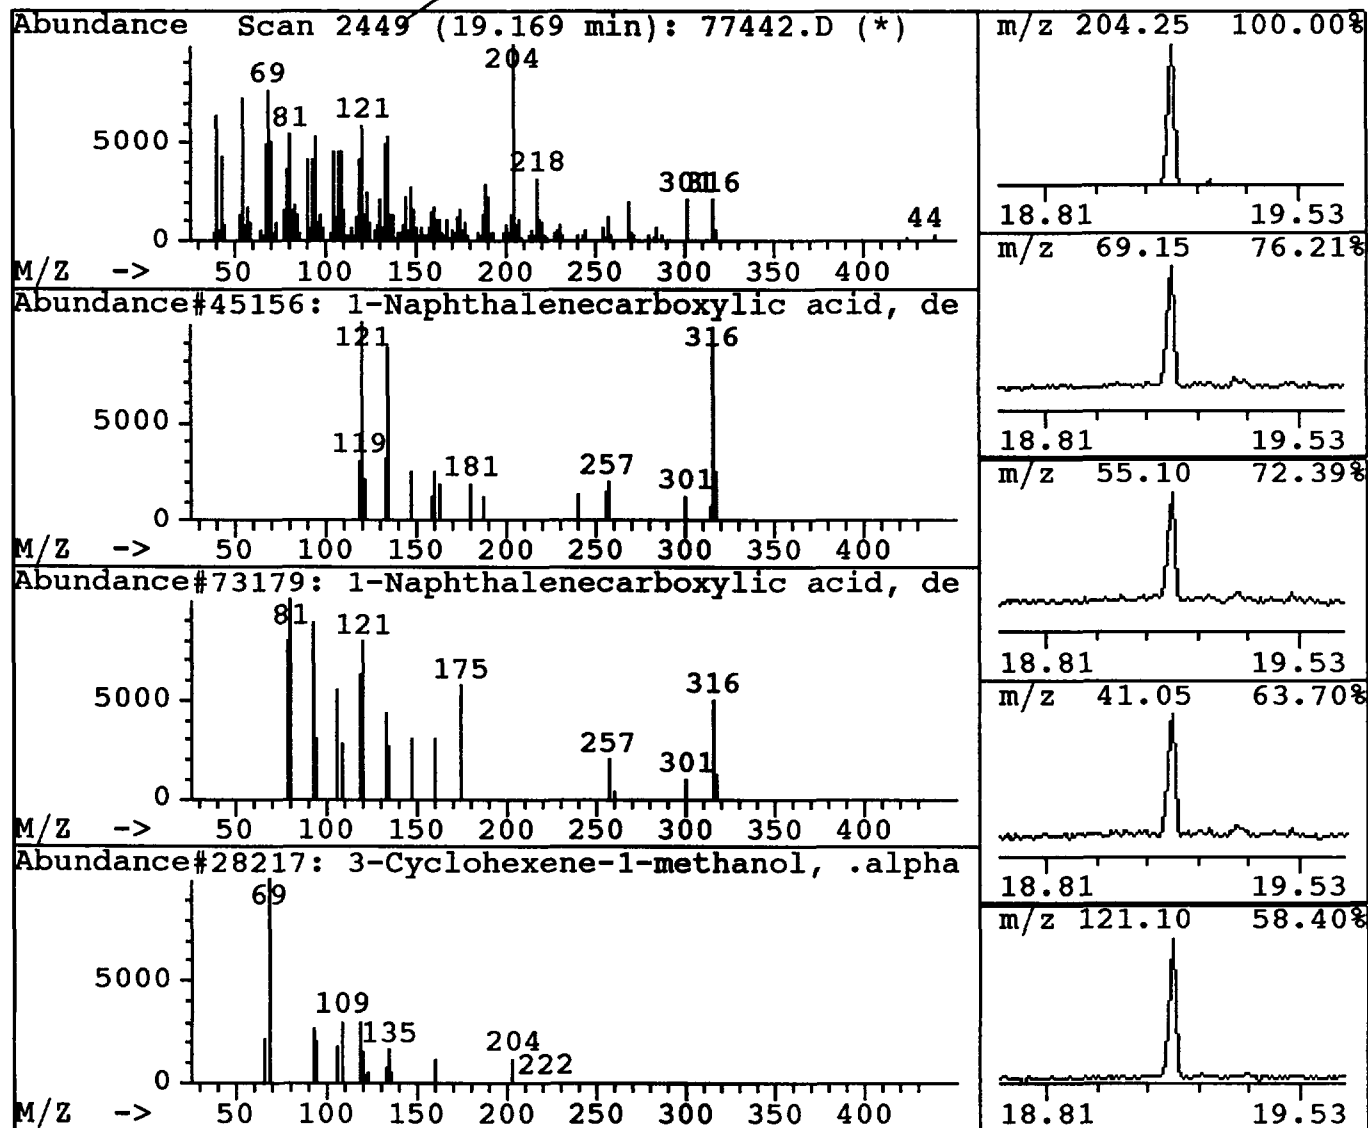 Abundance Scan 2449 (19.169 min): 77442.D (*)
204
69
121
81
5000
218
301 316
44
0
M/Z -> 50 100 150 200 250 300 350 400
Abundance#45156: 1-Naphthalenecarboxylic acid, de
121 316
5000
119
181 257
301
0
M/Z -> 50 100 150 200 250 300 350 400
Abundance#73179: 1-Naphthalenecarboxylic acid, de
81 121
175 316
5000
257
301
0
M/Z -> 50 100 150 200 250 300 350 400
Abundance#28217: 3-Cyclohexene-1-methanol, .alpha
69
5000
109
135 204
222
0
M/Z -> 50 100 150 200 250 300 350 400
m/z 204.25 100.00%
18.81 19.53
m/z 69.15 76.21%
18.81 19.53
m/z 55.10 72.39%
18.81 19.53
m/z 41.05 63.70%
18.81 19.53
m/z 121.10 58.40%
18.81 19.53